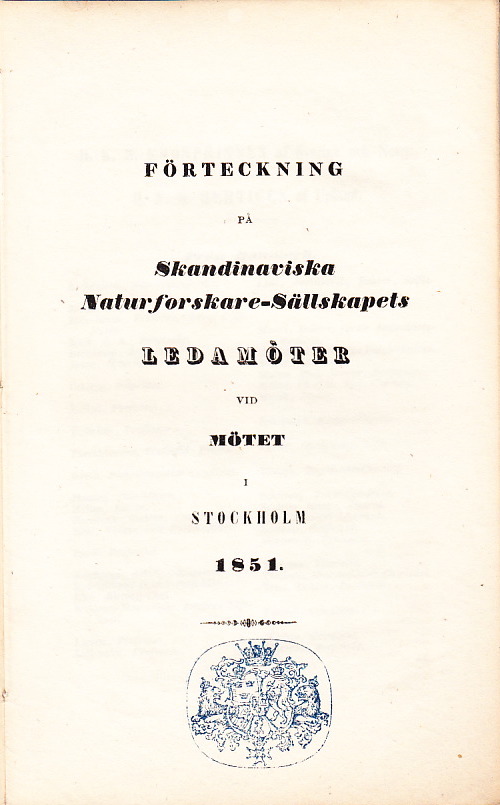 FÖRTECKNING
PÅ
Skandinaviska
Naturforskare-Sällskapets
LEDAMÖTER
VID
MÖTET
I
STOCKHOLM
1851.